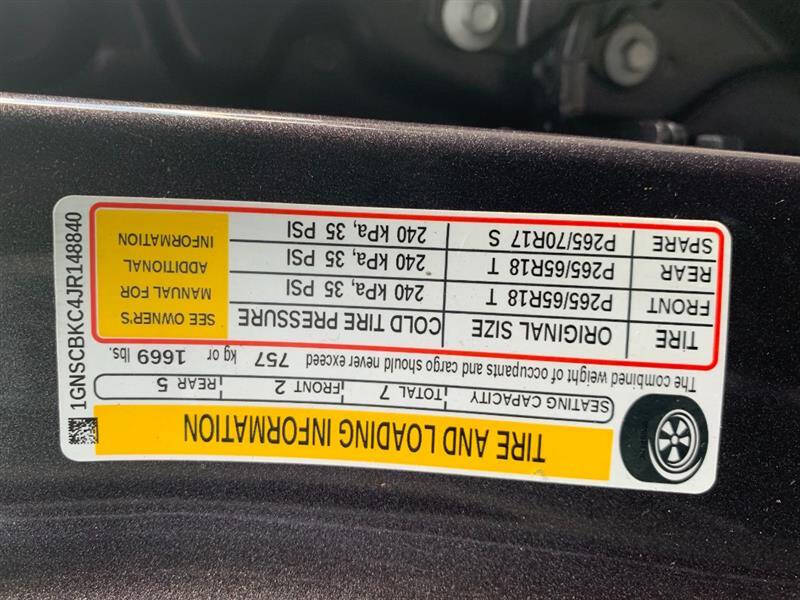 TIRE AND LOADING INFORMATION
SEATING CAPACITY TOTAL 7 FRONT 2 REAR 5
The combined weight of occupants and cargo should never exceed 757 kg or 1669 lbs.
TIRE ORIGINAL SIZE COLD TIRE PRESSURE SEE OWNER'S
FRONT P265/65R18 T 240 kPa, 35 PSI MANUAL FOR
REAR P265/65R18 T 240 kPa, 35 PSI ADDITIONAL
SPARE P265/70R17 S 240 kPa, 35 PSI INFORMATION
1GNSCBKC4JR148840